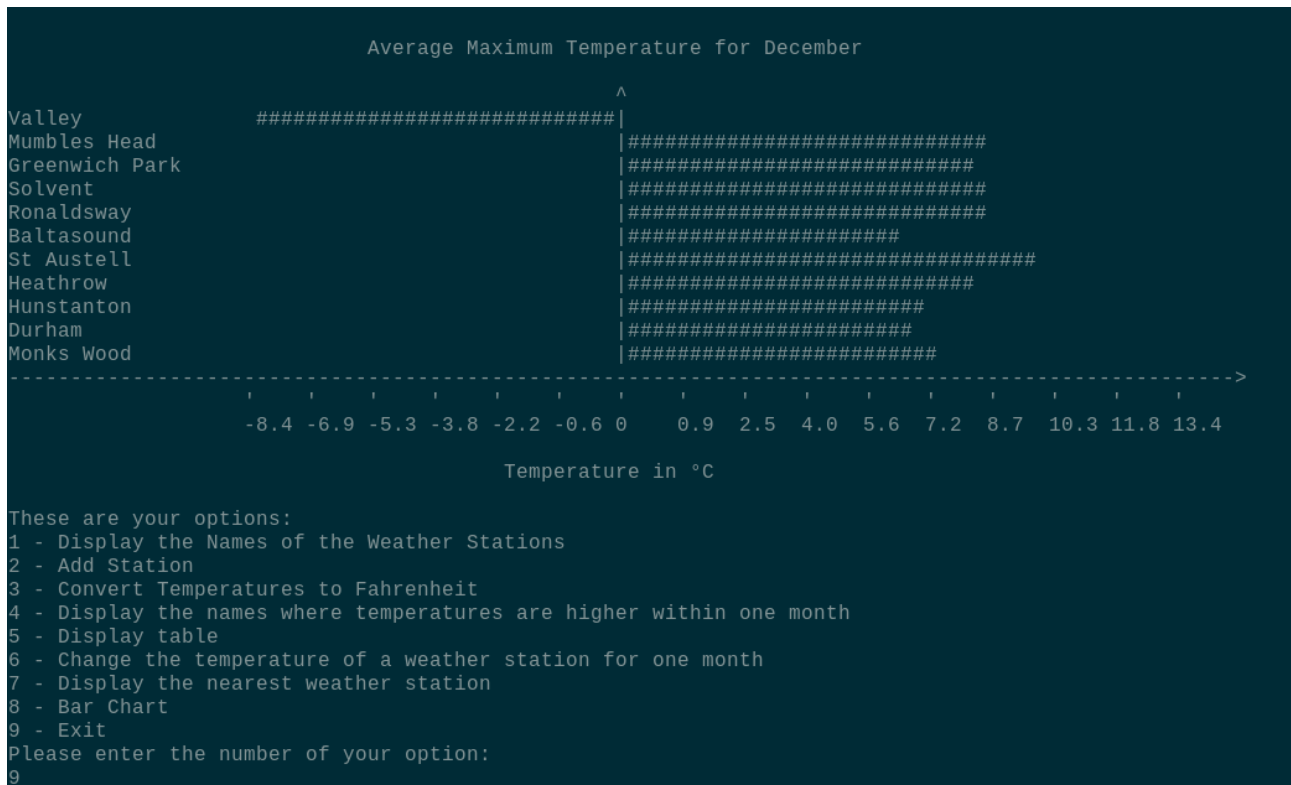 Average Maximum Temperature for December
^
Valley #############################|
Mumbles Head |#############################
Greenwich Park |############################
Solvent |#############################
Ronaldsway |#############################
Baltasound |######################
St Austell |#################################
Heathrow |############################
Hunstanton |########################
Durham |#######################
Monks Wood |#########################
--------------------------------------------------------------------------------------------------->
' ' ' ' ' ' ' ' ' ' ' ' ' ' ' '
-8.4 -6.9 -5.3 -3.8 -2.2 -0.6 0 0.9 2.5 4.0 5.6 7.2 8.7 10.3 11.8 13.4
Temperature in °C
These are your options:
1 - Display the Names of the Weather Stations
2 - Add Station
3 - Convert Temperatures to Fahrenheit
4 - Display the names where temperatures are higher within one month
5 - Display table
6 - Change the temperature of a weather station for one month
7 - Display the nearest weather station
8 - Bar Chart
9 - Exit
Please enter the number of your option:
9